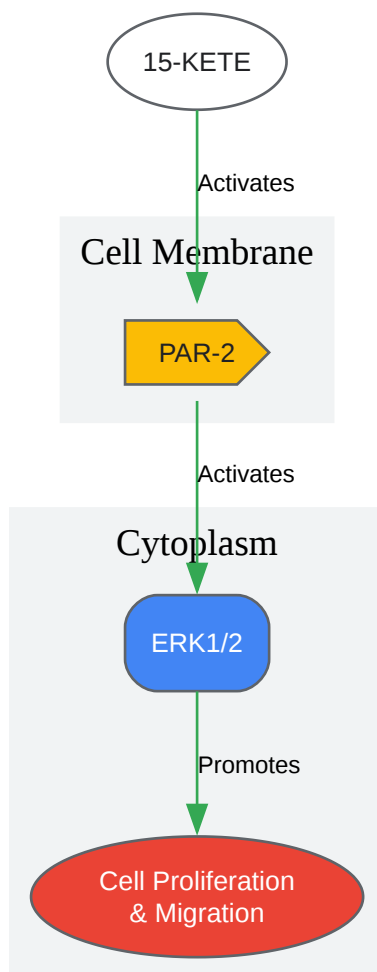 15-KETE
Activates
Cell Membrane
PAR-2
Activates
Cytoplasm
ERK1/2
Promotes
Cell Proliferation
& Migration